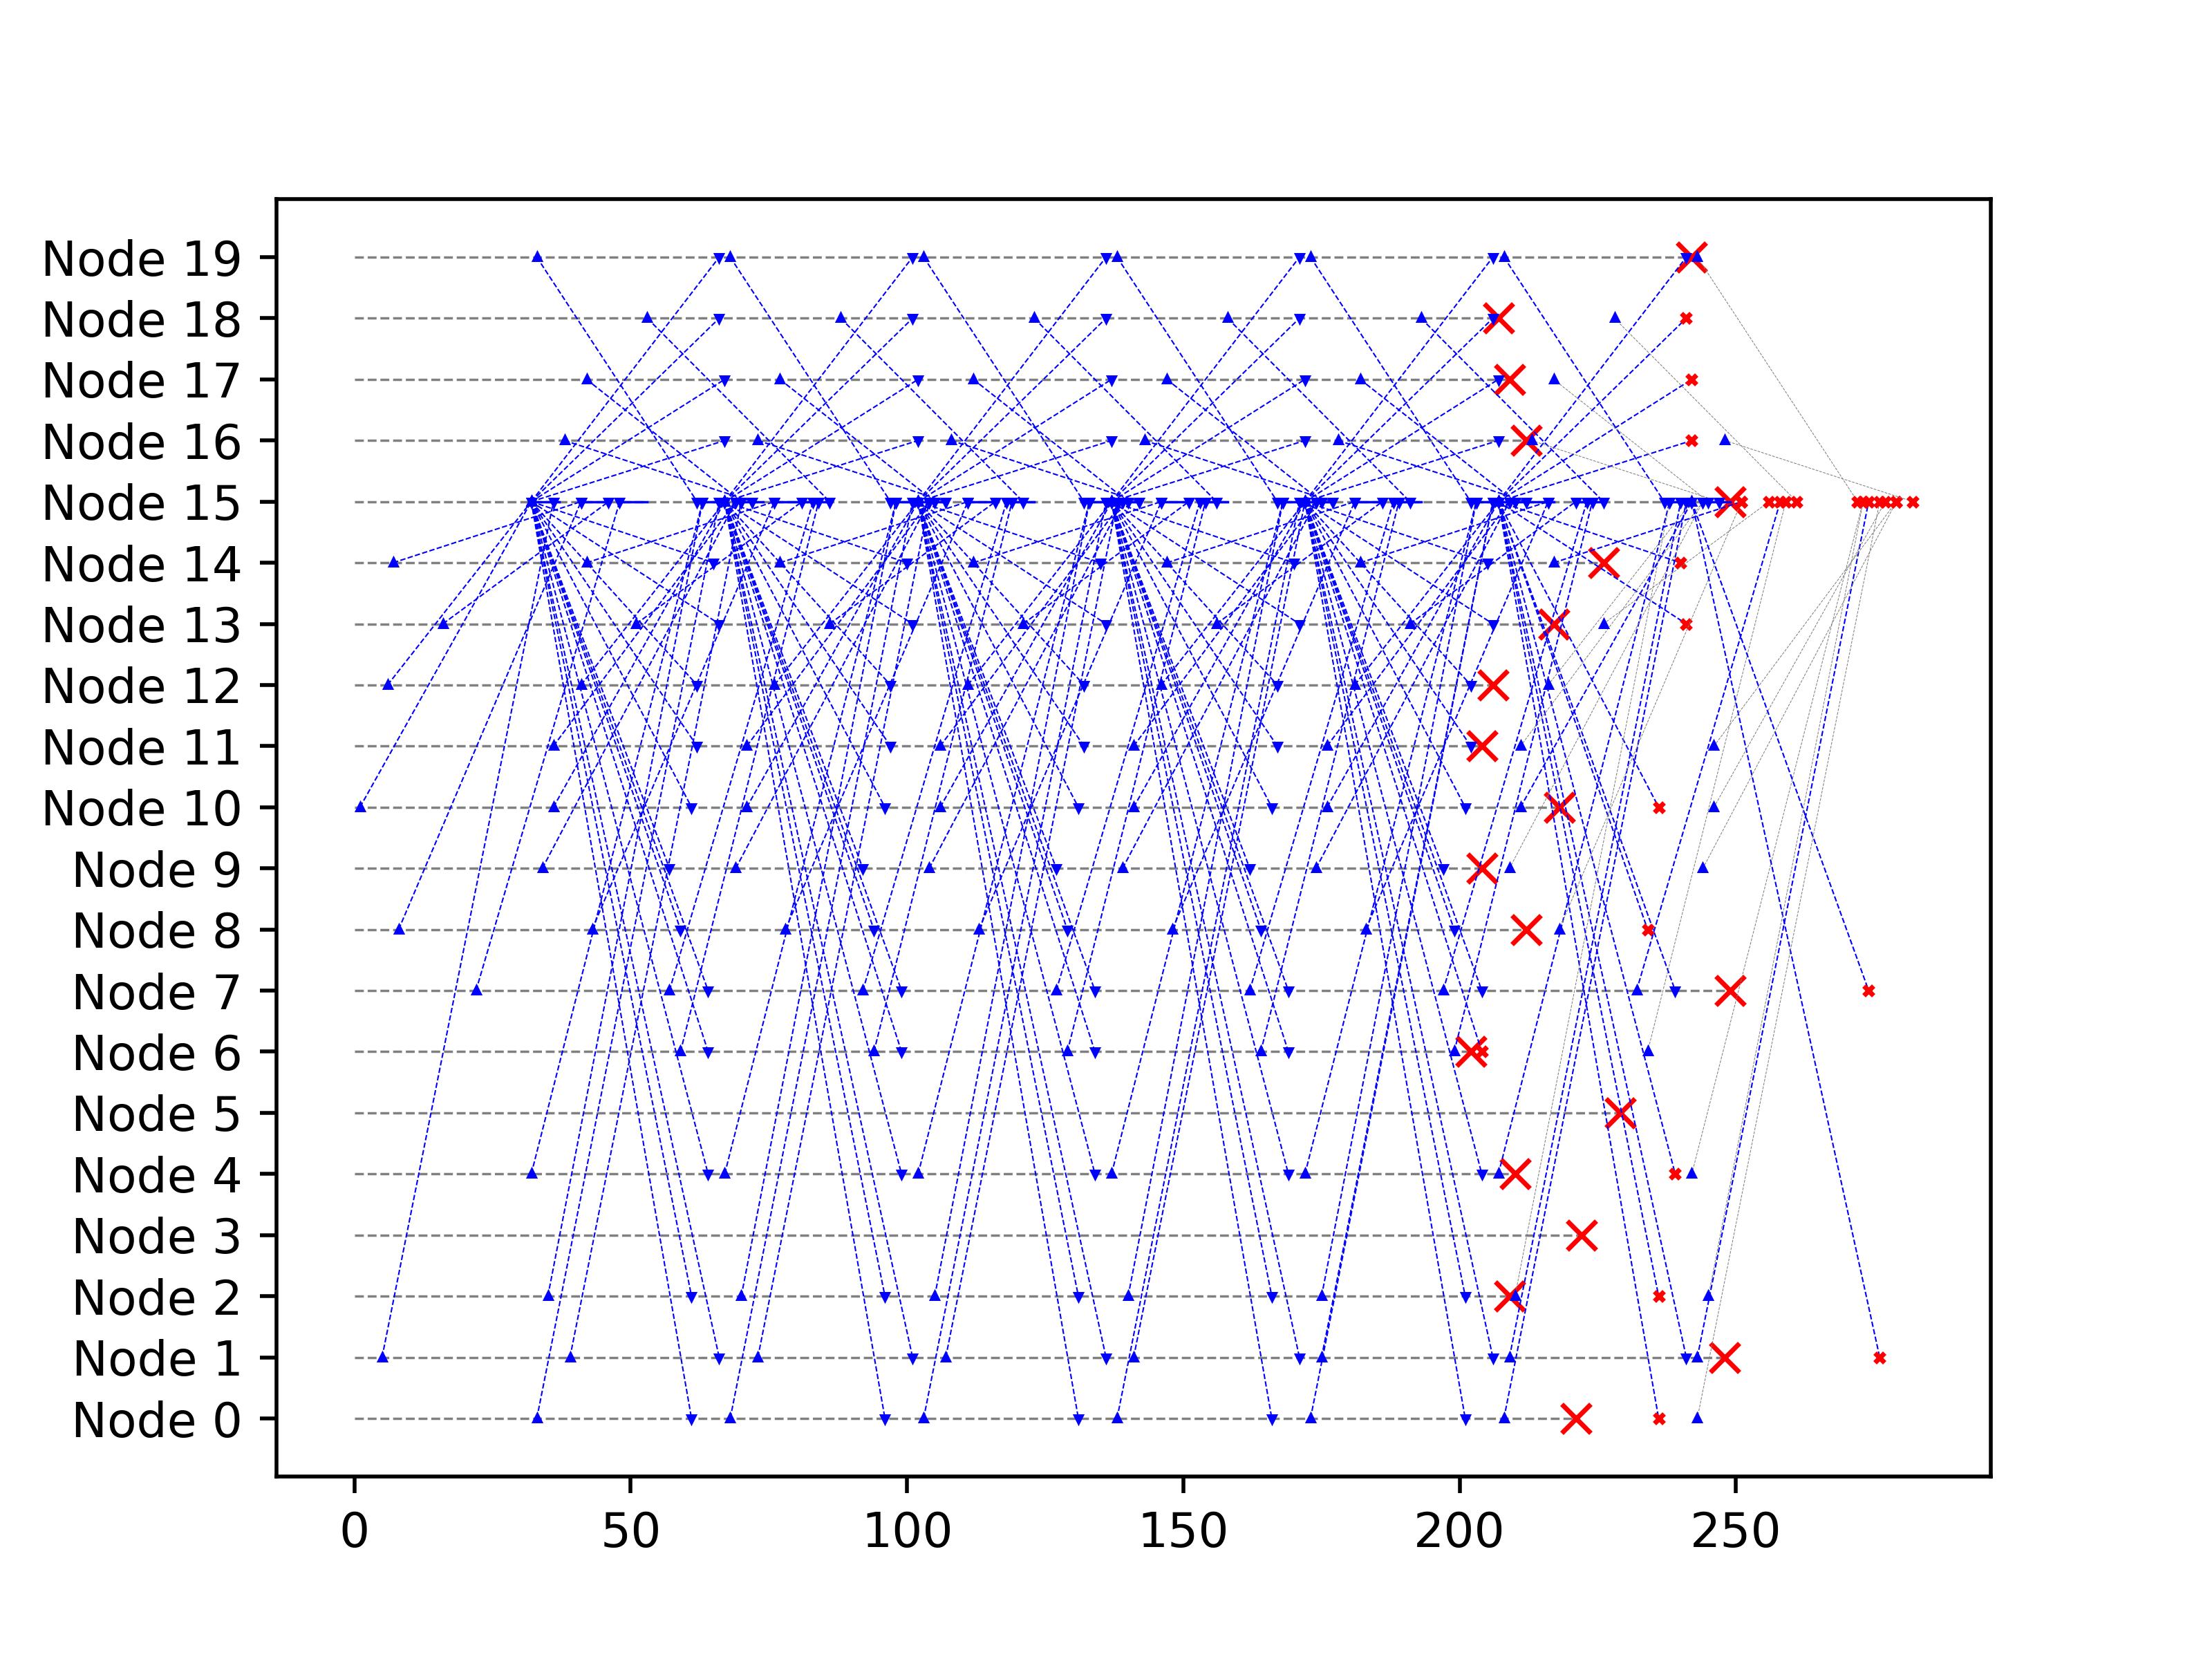 Node 19
Node 18
Node 17
Node 16
Node 15
Node 14
Node 13
Node 12
Node 11
Node 10
Node 9
Node 8
Node 7
Node 6
Node 5
Node 4
Node 3
Node 2
Node 1
Node 0
0 50 100 150 200 250